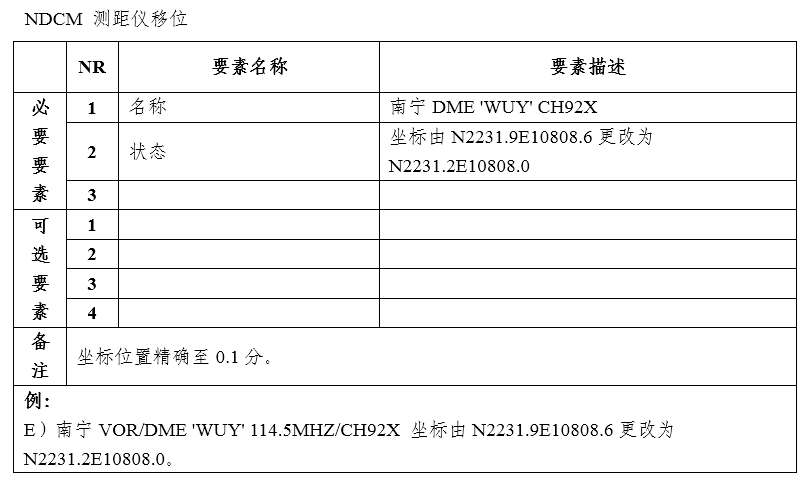 NDCM 测距仪移位
NR 要素名称 要素描述
必要要素
1 名称 南宁 DME 'WUY' CH92X
2 状态 坐标由 N2231.9E10808.6 更改为
N2231.2E10808.0
3
可选要素
1
2
3
4
备注 坐标位置精确至 0.1 分。
例：
E）南宁 VOR/DME 'WUY' 114.5MHZ/CH92X 坐标由 N2231.9E10808.6 更改为
N2231.2E10808.0。